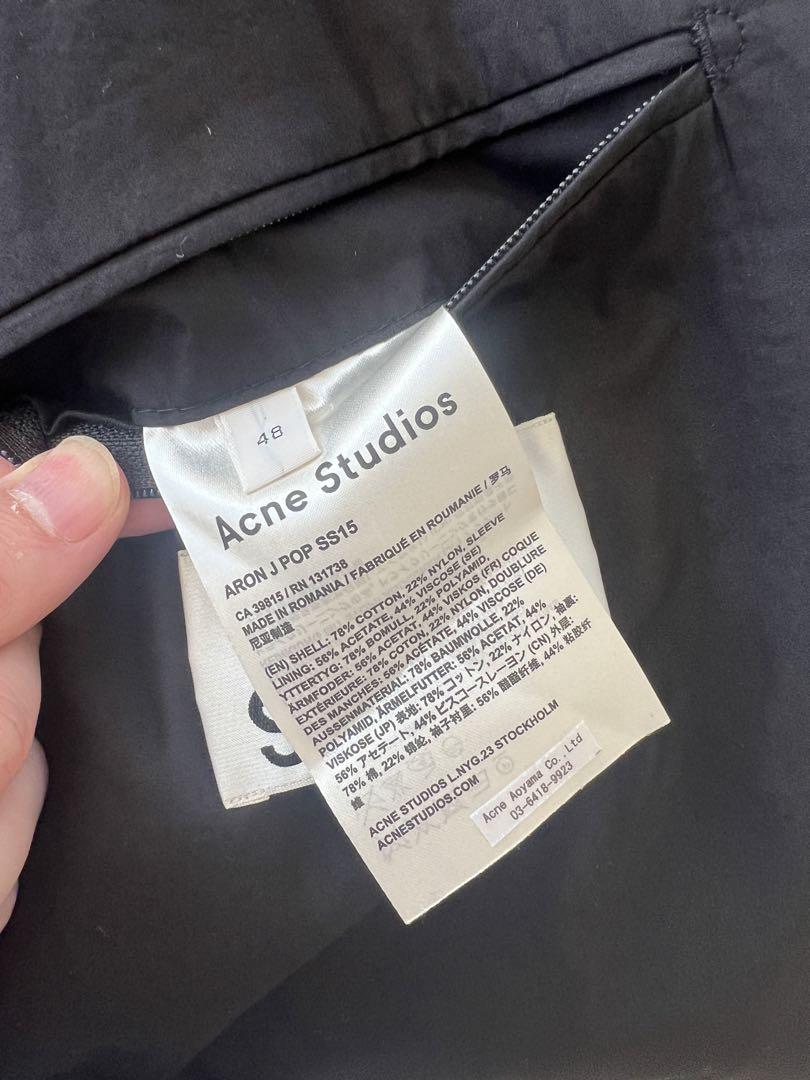 48
Acne Studios
ARON J POP SS15
CA 39815 / RN 131738
MADE IN ROMANIA / FABRIQUÉ EN ROUMANIE / 罗马
尼亚制造
(EN) SHELL: 78% COTTON, 22% NYLON, SLEEVE
LINING: 56% ACETATE, 44% VISCOSE (SE)
YTTERTYG: 78% BOMULL, 22% POLYAMID,
ÄRMFODER: 56% ACETAT, 44% VISKOS (FR) COQUE
EXTÉRIEURE: 78% COTON, 22% NYLON, DOUBLURE
DES MANCHES: 56% ACETATE, 44% VISCOSE (DE)
AUSSENMATERIAL: 78% BAUMWOLLE, 22%
POLYAMID, ÄRMELFUTTER: 56% ACETAT, 44%
VISKOSE (JP) 表地: 78% コットン, 22% ナイロン, 袖裏:
56% アセテート, 44% ビスコースレーヨン (CN) 外层:
78% 棉, 22% 锦纶, 袖子衬里: 56% 醋酯纤维, 44% 粘胶纤
维
ACNE STUDIOS L.NYG.23 STOCKHOLM
ACNESTUDIOS.COM
Acne Aoyama Co. Ltd
03-6418-9923
S